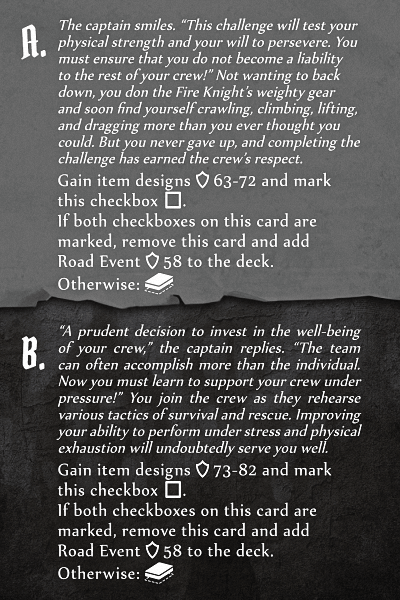 A.
The captain smiles. “This challenge will test your
physical strength and your will to persevere. You
must ensure that you do not become a liability
to the rest of your crew!” Not wanting to back
down, you don the Fire Knight’s weighty gear
and soon find yourself crawling, climbing, lifting,
and dragging more than you ever thought you
could. But you never gave up, and completing the
challenge has earned the crew’s respect.
Gain item designs 63-72 and mark
this checkbox .
If both checkboxes on this card are
marked, remove this card and add
Road Event 58 to the deck.
Otherwise:
B.
“A prudent decision to invest in the well-being
of your crew,” the captain replies. “The team
can often accomplish more than the individual.
Now you must learn to support your crew under
pressure!” You join the crew as they rehearse
various tactics of survival and rescue. Improving
your ability to perform under stress and physical
exhaustion will undoubtedly serve you well.
Gain item designs 73-82 and mark
this checkbox .
If both checkboxes on this card are
marked, remove this card and add
Road Event 58 to the deck.
Otherwise: